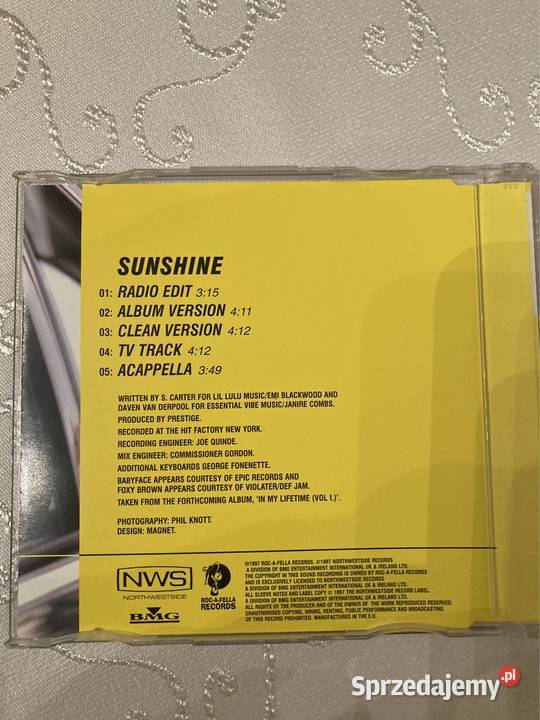 SUNSHINE
01: RADIO EDIT 3:15
02: ALBUM VERSION 4:11
03: CLEAN VERSION 4:12
04: TV TRACK 4:12
05: ACAPPELLA 3:49
WRITTEN BY S. CARTER FOR LIL LULU MUSIC/EMI BLACKWOOD AND
DAVEN VAN DERPOOL FOR ESSENTIAL VIBE MUSIC/JANIRE COMBS.
PRODUCED BY PRESTIGE.
RECORDED AT THE HIT FACTORY NEW YORK.
RECORDING ENGINEER: JOE QUINDE.
MIX ENGINEER: COMMISSIONER GORDON.
ADDITIONAL KEYBOARDS GEORGE FONENETTE.
BABYFACE APPEARS COURTESY OF EPIC RECORDS AND
FOXY BROWN APPEARS COURTESY OF VIOLATER/DEF JAM.
TAKEN FROM THE FORTHCOMING ALBUM, 'IN MY LIFETIME (VOL I.)'.
PHOTOGRAPHY: PHIL KNOTT.
DESIGN: MAGNET.
NWS
NORTHWESTSIDE
BMG
ROC-A-FELLA
RECORDS
℗1997 ROC-A-FELLA RECORDS. ©1997 NORTHWESTSIDE RECORDS
A DIVISION OF BMG ENTERTAINMENT INTERNATIONAL UK & IRELAND LTD.
THE COPYRIGHT IN THIS SOUND RECORDING IS OWNED BY ROC-A-FELLA RECORDS
AND IS EXCLUSIVELY LICENSED TO NORTHWESTSIDE RECORDS
A DIVISION OF BMG ENTERTAINMENT INTERNATIONAL UK & IRELAND LTD.
ALL SLEEVE NOTES AND LABEL COPY © 1997 THE NORTHWESTSIDE RECORD LABEL.
A DIVISION OF BMG ENTERTAINMENT INTERNATIONAL UK & IRELAND LTD.
ALL RIGHTS OF THE PRODUCER AND OF THE OWNER OF THE WORK REPRODUCED RESERVED.
UNAUTHORISED COPYING, HIRING, RENTING, PUBLIC PERFORMANCE AND BROADCASTING
OF THIS RECORD PROHIBITED. MANUFACTURED IN THE E.U.
Sprzedajemy.pl